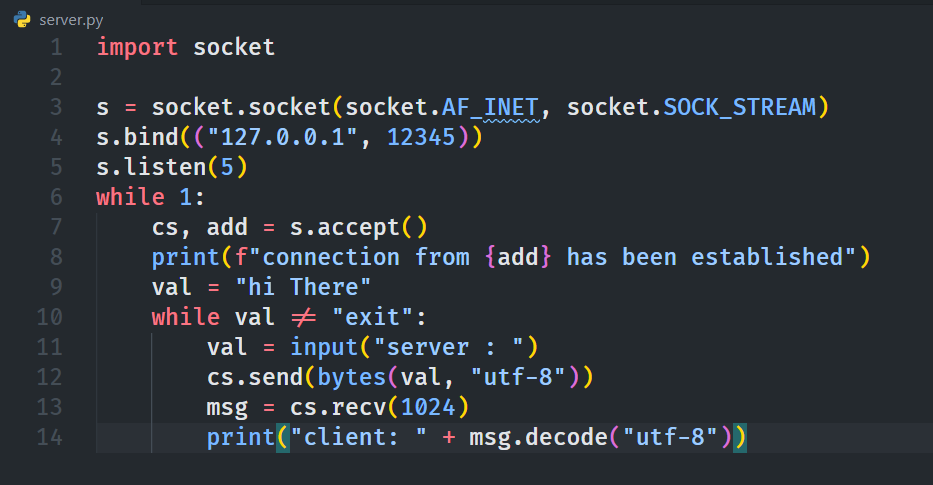 server.py
1 import socket
2
3 s = socket.socket(socket.AF_INET, socket.SOCK_STREAM)
4 s.bind(("127.0.0.1", 12345))
5 s.listen(5)
6 while 1:
7     cs, add = s.accept()
8     print(f"connection from {add} has been established")
9     val = "hi There"
10     while val ≠ "exit":
11         val = input("server : ")
12         cs.send(bytes(val, "utf-8"))
13         msg = cs.recv(1024)
14         print("client: " + msg.decode("utf-8"))